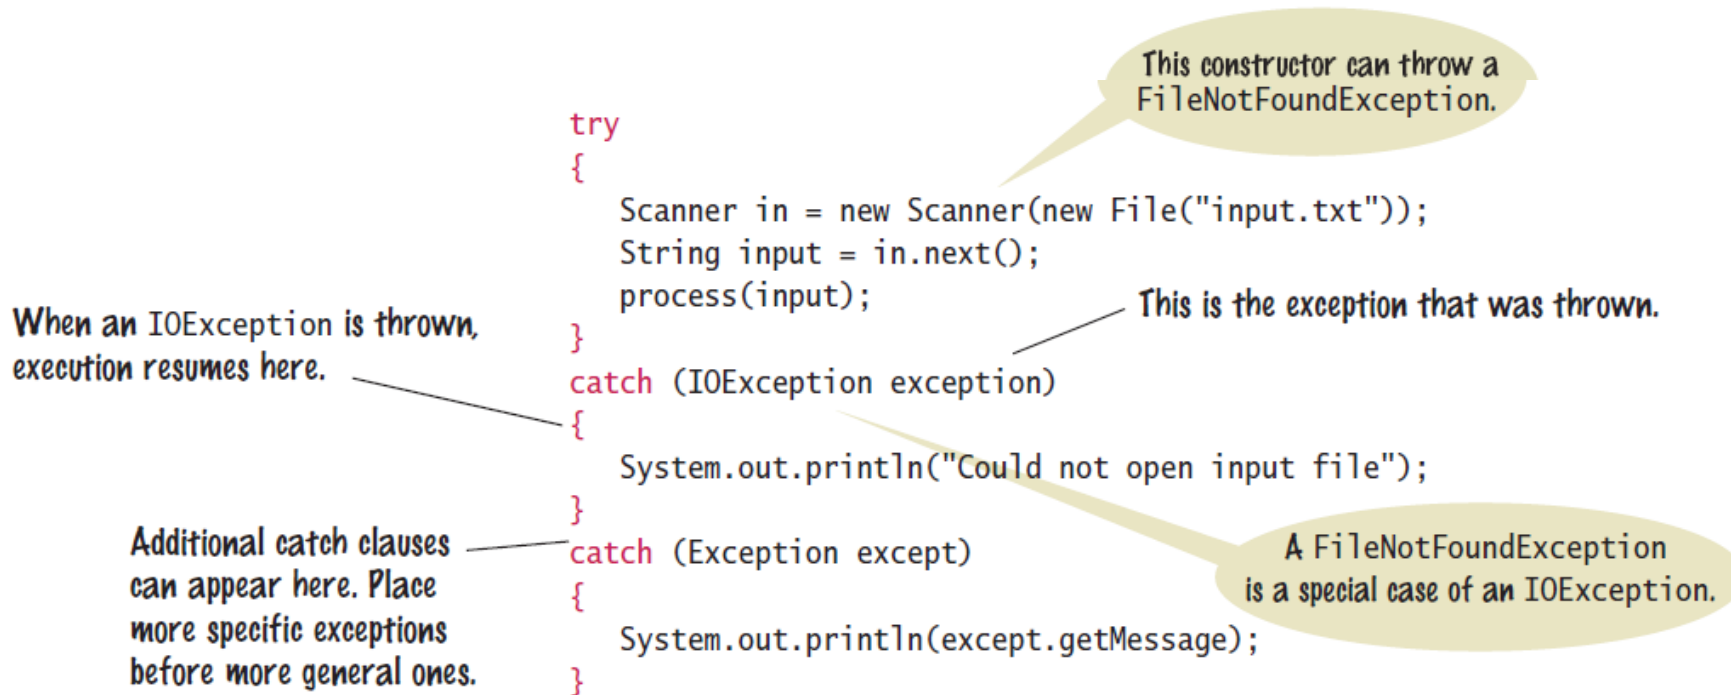 This constructor can throw a
FileNotFoundException.
try
{
Scanner in = new Scanner(new File("input.txt"));
String input = in.next();
process(input);
}
This is the exception that was thrown.
When an IOException is thrown,
execution resumes here.
catch (IOException exception)
{
System.out.println("Could not open input file");
}
A FileNotFoundException
is a special case of an IOException.
Additional catch clauses
can appear here. Place
more specific exceptions
before more general ones.
catch (Exception except)
{
System.out.println(except.getMessage);
}